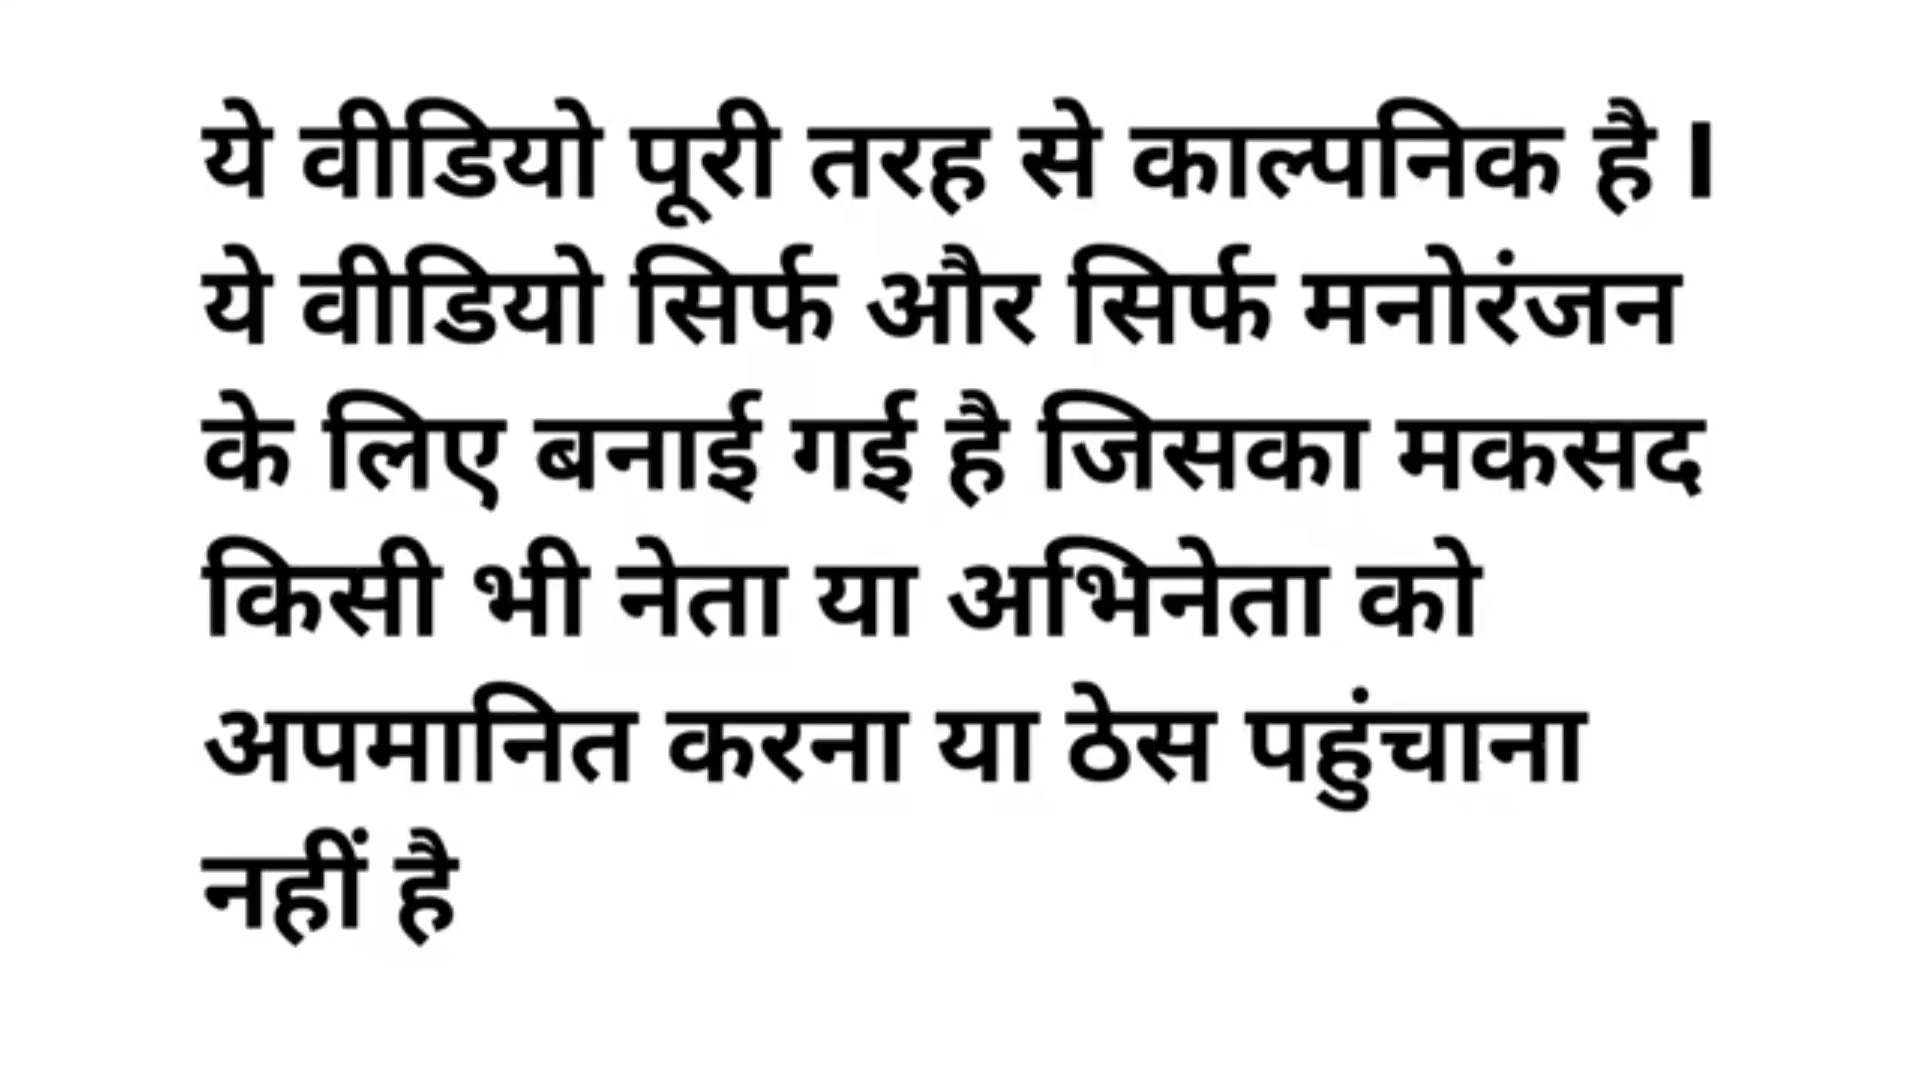 ये वीडियो पूरी तरह से काल्पनिक है I
ये वीडियो सिर्फ और सिर्फ मनोरंजन
के लिए बनाई गई है जिसका मकसद
किसी भी नेता या अभिनेता को
अपमानित करना या ठेस पहुंचाना
नहीं है